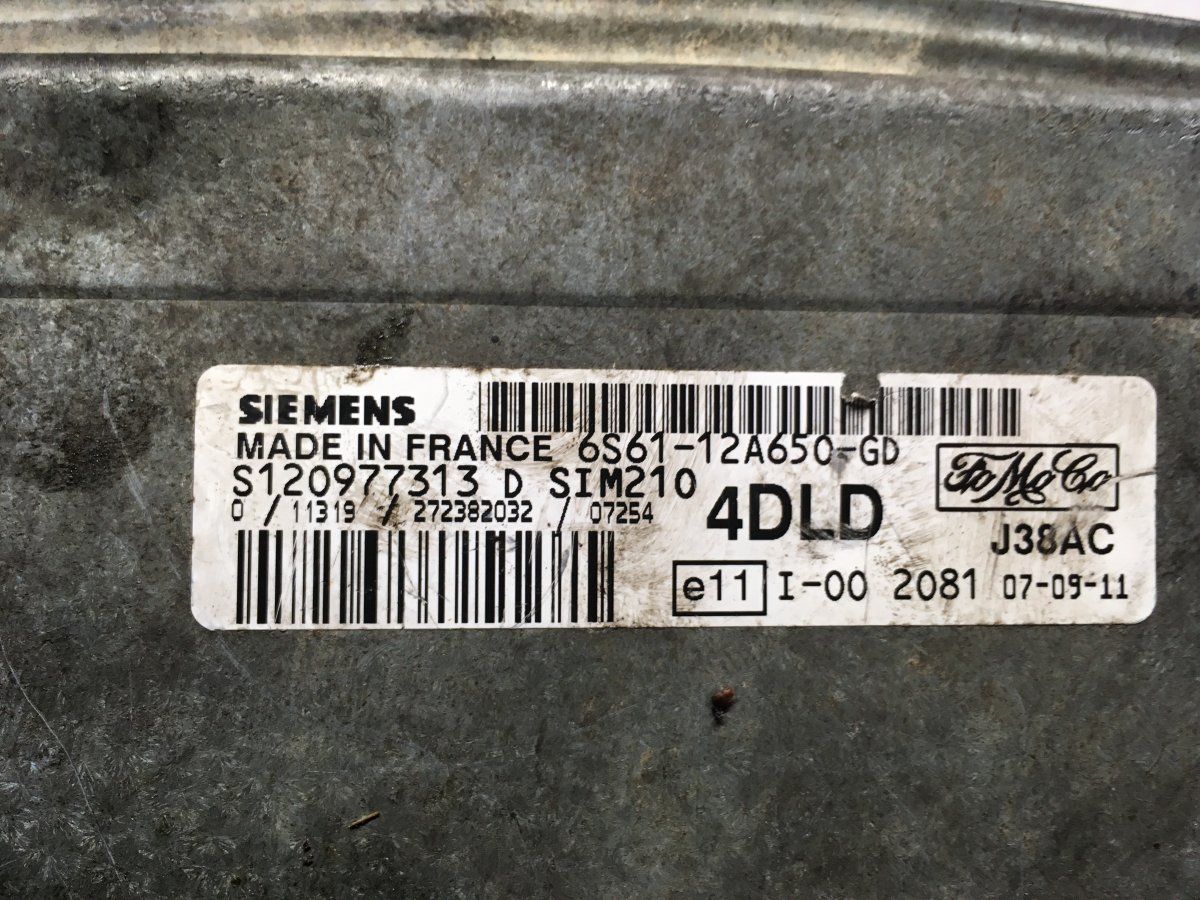 SIEMENS
MADE IN FRANCE 6S61-12A650-GD
S120977313 D SIM210
0 / 11319 / 272382032 / 07254
4DLD
FoMoCo
J38AC
e11 I-00 2081 07-09-11